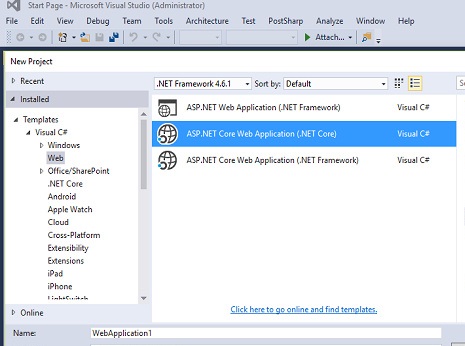 Start Page - Microsoft Visual Studio (Administrator)
File Edit View Debug Team Tools Architecture Test PostSharp Analyze Window Help
Attach...
New Project
Recent
.NET Framework 4.6.1 Sort by: Default
Installed
Templates
Visual C#
Windows
Web
Office/SharePoint
.NET Core
Android
Apple Watch
Cloud
Cross-Platform
Extensibility
Extensions
iPad
iPhone
LightSwitch
ASP.NET Web Application (.NET Framework) Visual C#
ASP.NET Core Web Application (.NET Core) Visual C#
ASP.NET Core Web Application (.NET Framework) Visual C#
Online
Click here to go online and find templates.
Name: WebApplication1